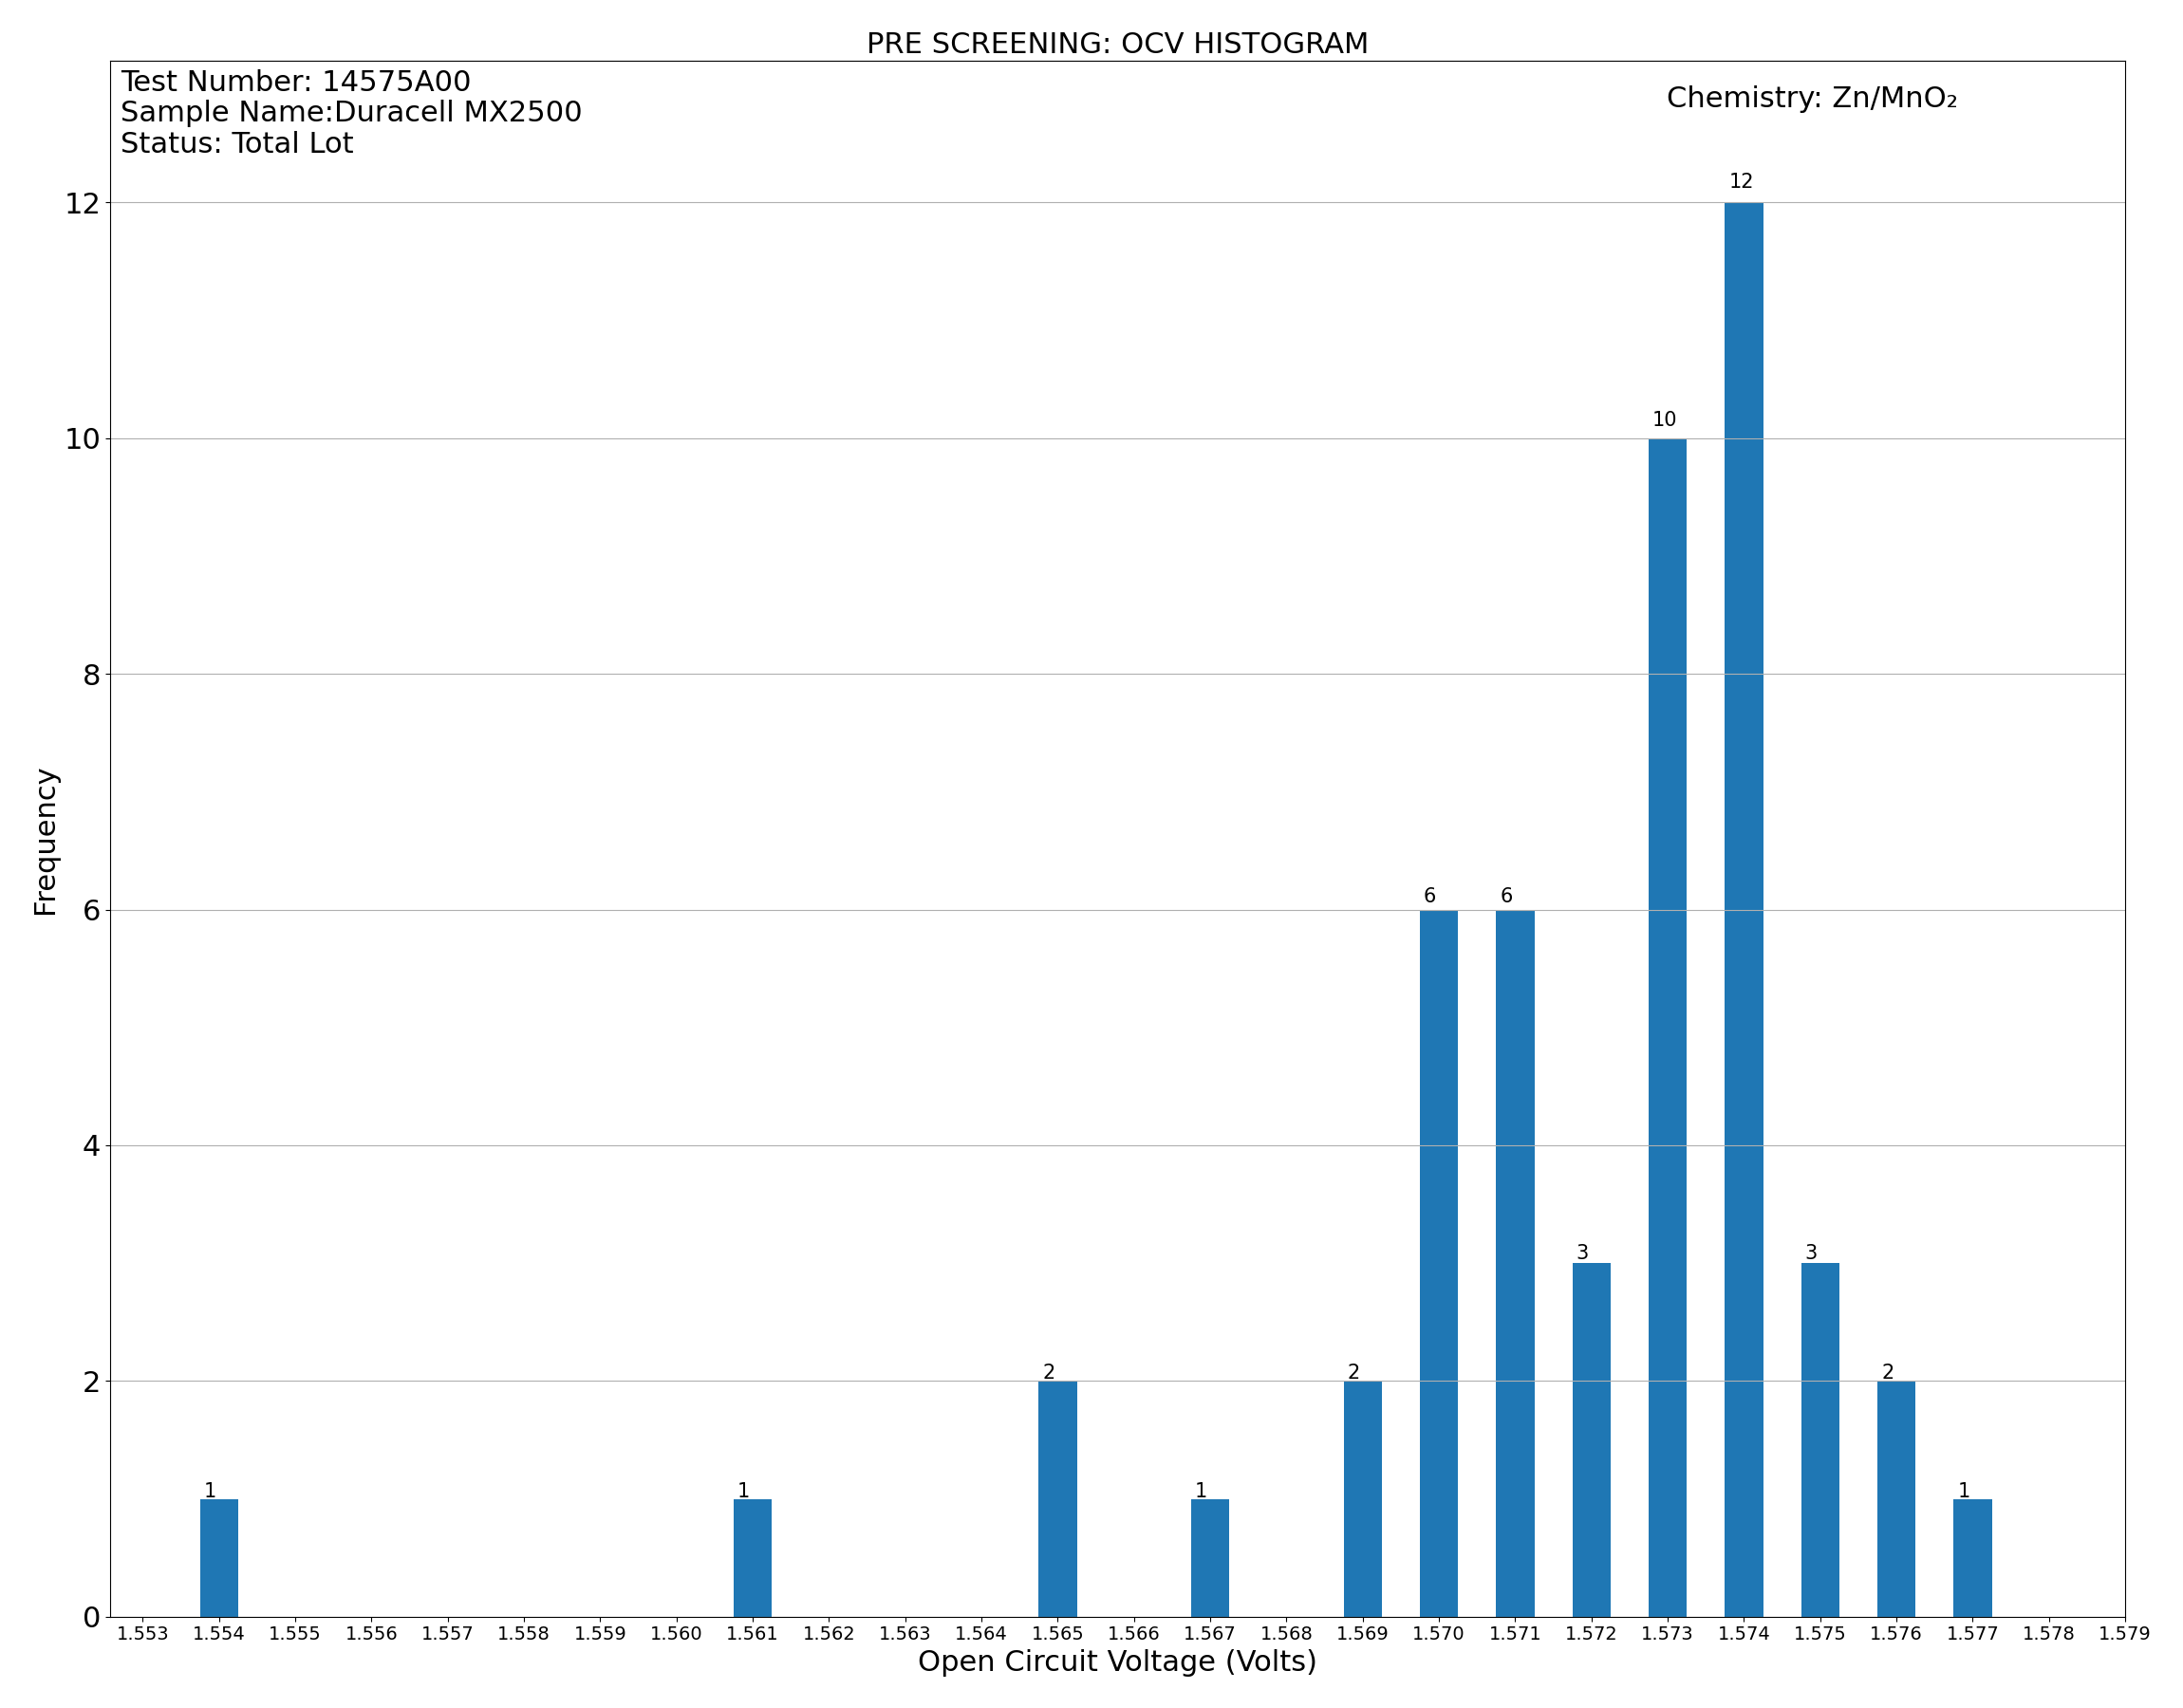 PRE SCREENING: OCV HISTOGRAM
Test Number: 14575A00
Sample Name:Duracell MX2500
Status: Total Lot
Chemistry: Zn/MnO₂
12
12
10
10
8
6
6
6
4
3
3
2
2
2
2
1
1
1
1
0
Frequency
1.553 1.554 1.555 1.556 1.557 1.558 1.559 1.560 1.561 1.562 1.563 1.564 1.565 1.566 1.567 1.568 1.569 1.570 1.571 1.572 1.573 1.574 1.575 1.576 1.577 1.578 1.579
Open Circuit Voltage (Volts)